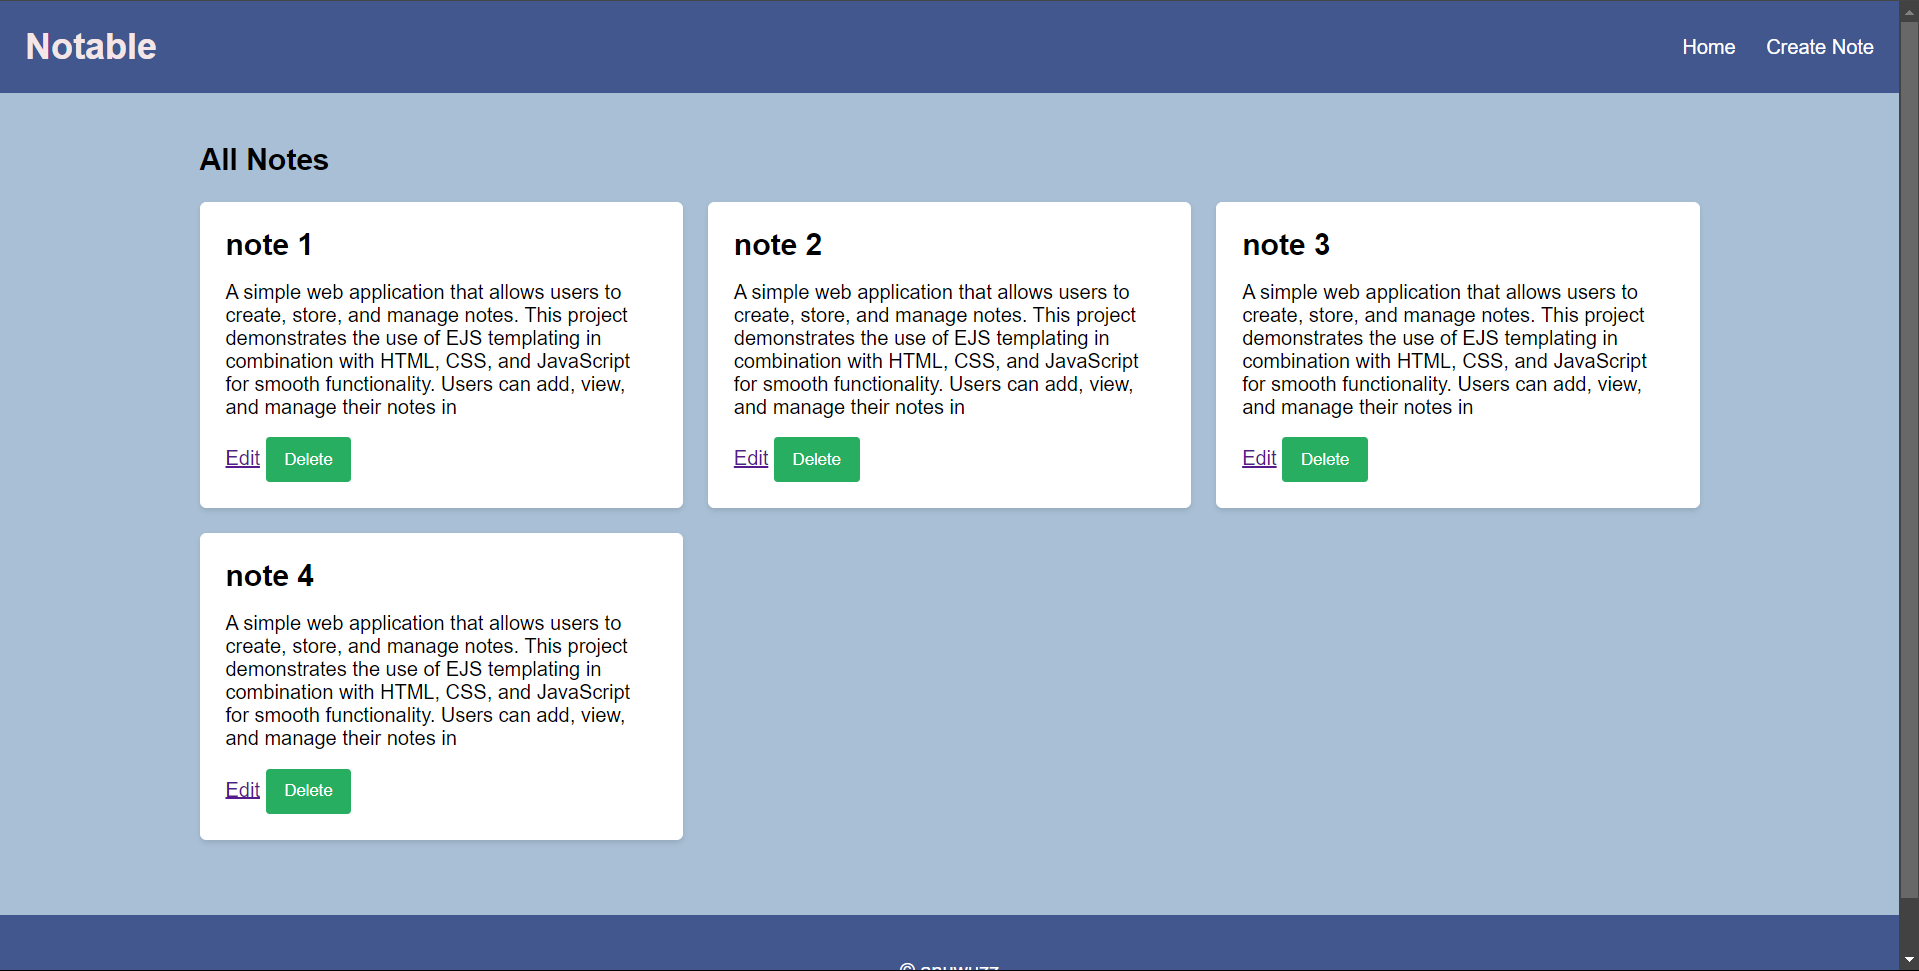 Notable
Home
Create Note
All Notes
note 1
A simple web application that allows users to
create, store, and manage notes. This project
demonstrates the use of EJS templating in
combination with HTML, CSS, and JavaScript
for smooth functionality. Users can add, view,
and manage their notes in
Edit
Delete
note 2
A simple web application that allows users to
create, store, and manage notes. This project
demonstrates the use of EJS templating in
combination with HTML, CSS, and JavaScript
for smooth functionality. Users can add, view,
and manage their notes in
Edit
Delete
note 3
A simple web application that allows users to
create, store, and manage notes. This project
demonstrates the use of EJS templating in
combination with HTML, CSS, and JavaScript
for smooth functionality. Users can add, view,
and manage their notes in
Edit
Delete
note 4
A simple web application that allows users to
create, store, and manage notes. This project
demonstrates the use of EJS templating in
combination with HTML, CSS, and JavaScript
for smooth functionality. Users can add, view,
and manage their notes in
Edit
Delete
©